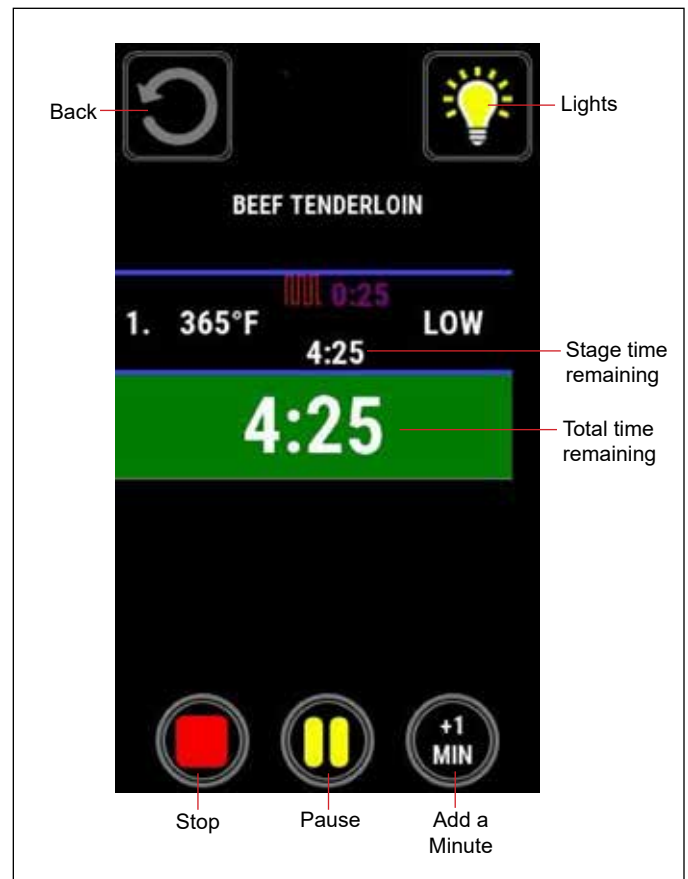 Back
Lights
BEEF TENDERLOIN
0:25
1. 365°F LOW
4:25
Stage time
remaining
4:25
Total time
remaining
+1
MIN
Stop
Pause
Add a
Minute